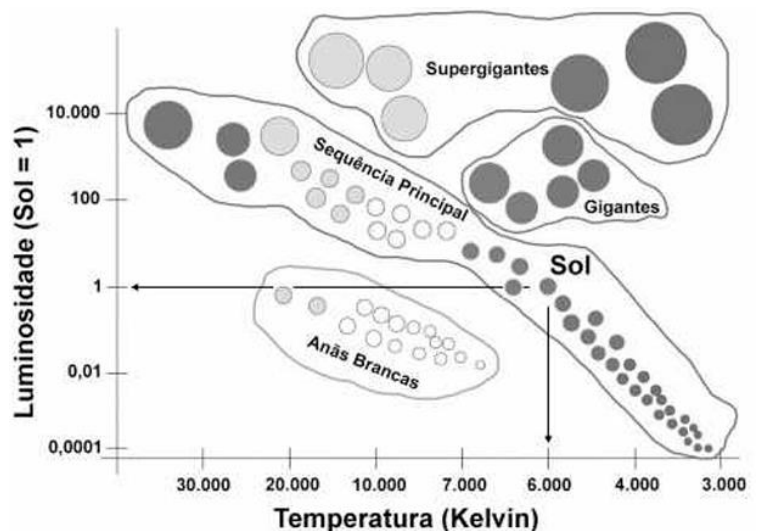 Supergigantes
10.000
Sequência Principal
100
Gigantes
Luminosidade (Sol = 1)
Sol
1
Anãs Brancas
0,01
0,0001
30.000 20.000 10.000 7.000 6.000 4.000 3.000
Temperatura (Kelvin)